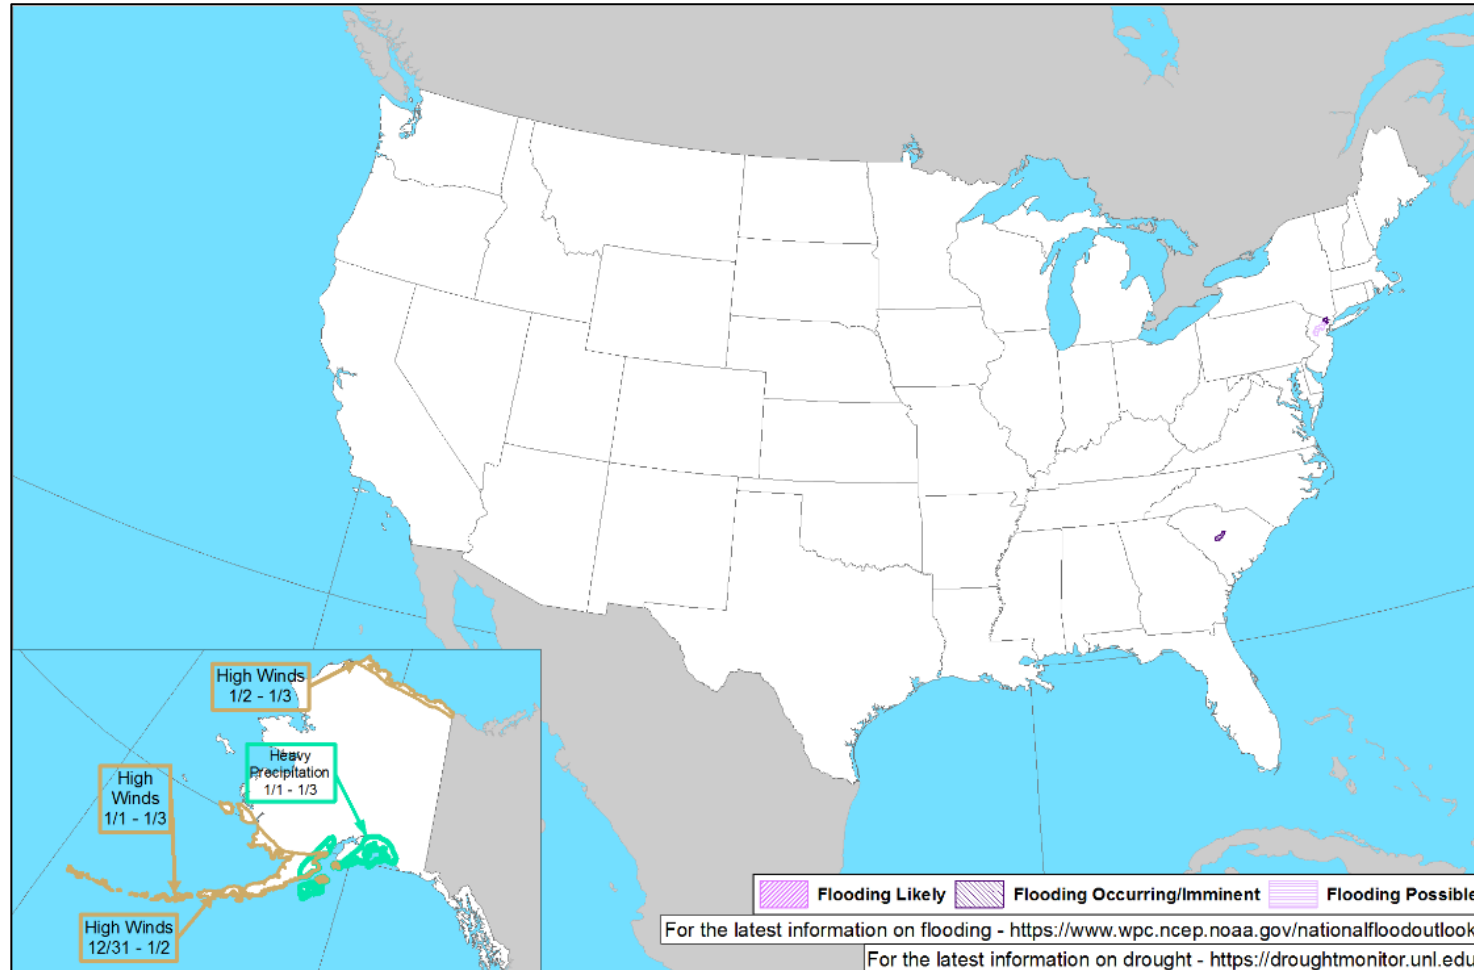 High Winds
1/2 - 1/3
Heavy
Precipitation
1/1 - 1/3
High
Winds
1/1 - 1/3
High Winds
12/31 - 1/2
Flooding Likely
Flooding Occurring/Imminent
Flooding Possible
For the latest information on flooding - https://www.wpc.ncep.noaa.gov/nationalfloodoutlook
For the latest information on drought - https://droughtmonitor.unl.edu